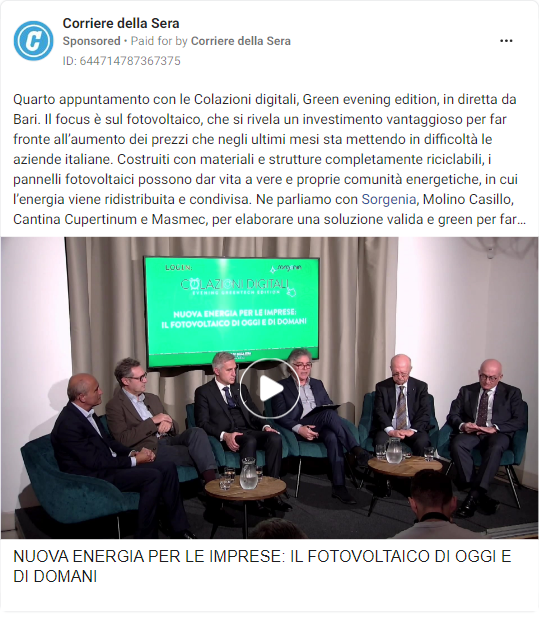 Corriere della Sera
Sponsored • Paid for by Corriere della Sera
ID: 644714787367375
Quarto appuntamento con le Colazioni digitali, Green evening edition, in diretta da
Bari. Il focus è sul fotovoltaico, che si rivela un investimento vantaggioso per far
fronte all’aumento dei prezzi che negli ultimi mesi sta mettendo in difficoltà le
aziende italiane. Costruiti con materiali e strutture completamente riciclabili, i
pannelli fotovoltaici possono dar vita a vere e proprie comunità energetiche, in cui
l’energia viene ridistribuita e condivisa. Ne parliamo con Sorgenia, Molino Casillo,
Cantina Cupertinum e Masmec, per elaborare una soluzione valida e green per far...
COLAZIONI DIGITALI
NUOVA ENERGIA PER LE IMPRESE:
IL FOTOVOLTAICO DI OGGI E DI DOMANI
NUOVA ENERGIA PER LE IMPRESE: IL FOTOVOLTAICO DI OGGI E
DI DOMANI